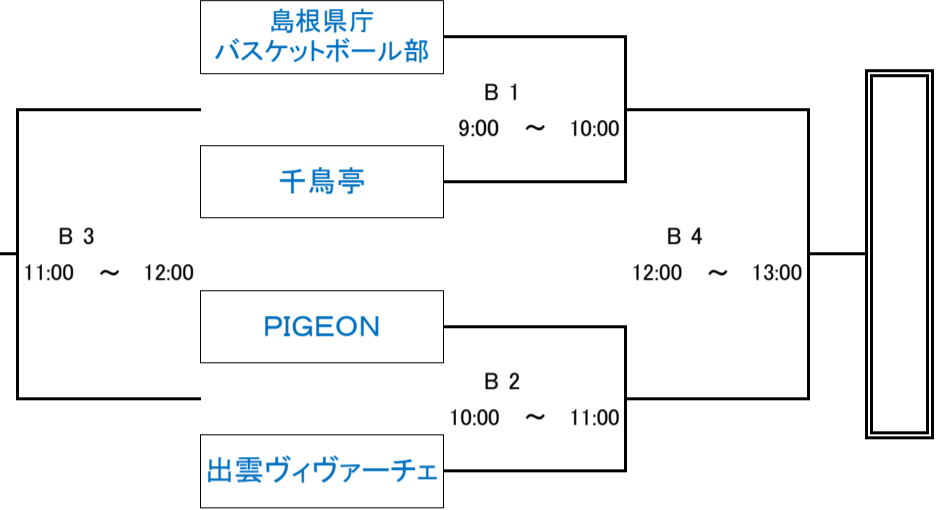 島根県庁
バスケットボール部
B 1
9:00 ～ 10:00
千鳥亭
B 3
11:00 ～ 12:00
B 4
12:00 ～ 13:00
PIGEON
B 2
10:00 ～ 11:00
出雲ヴィヴァーチェ